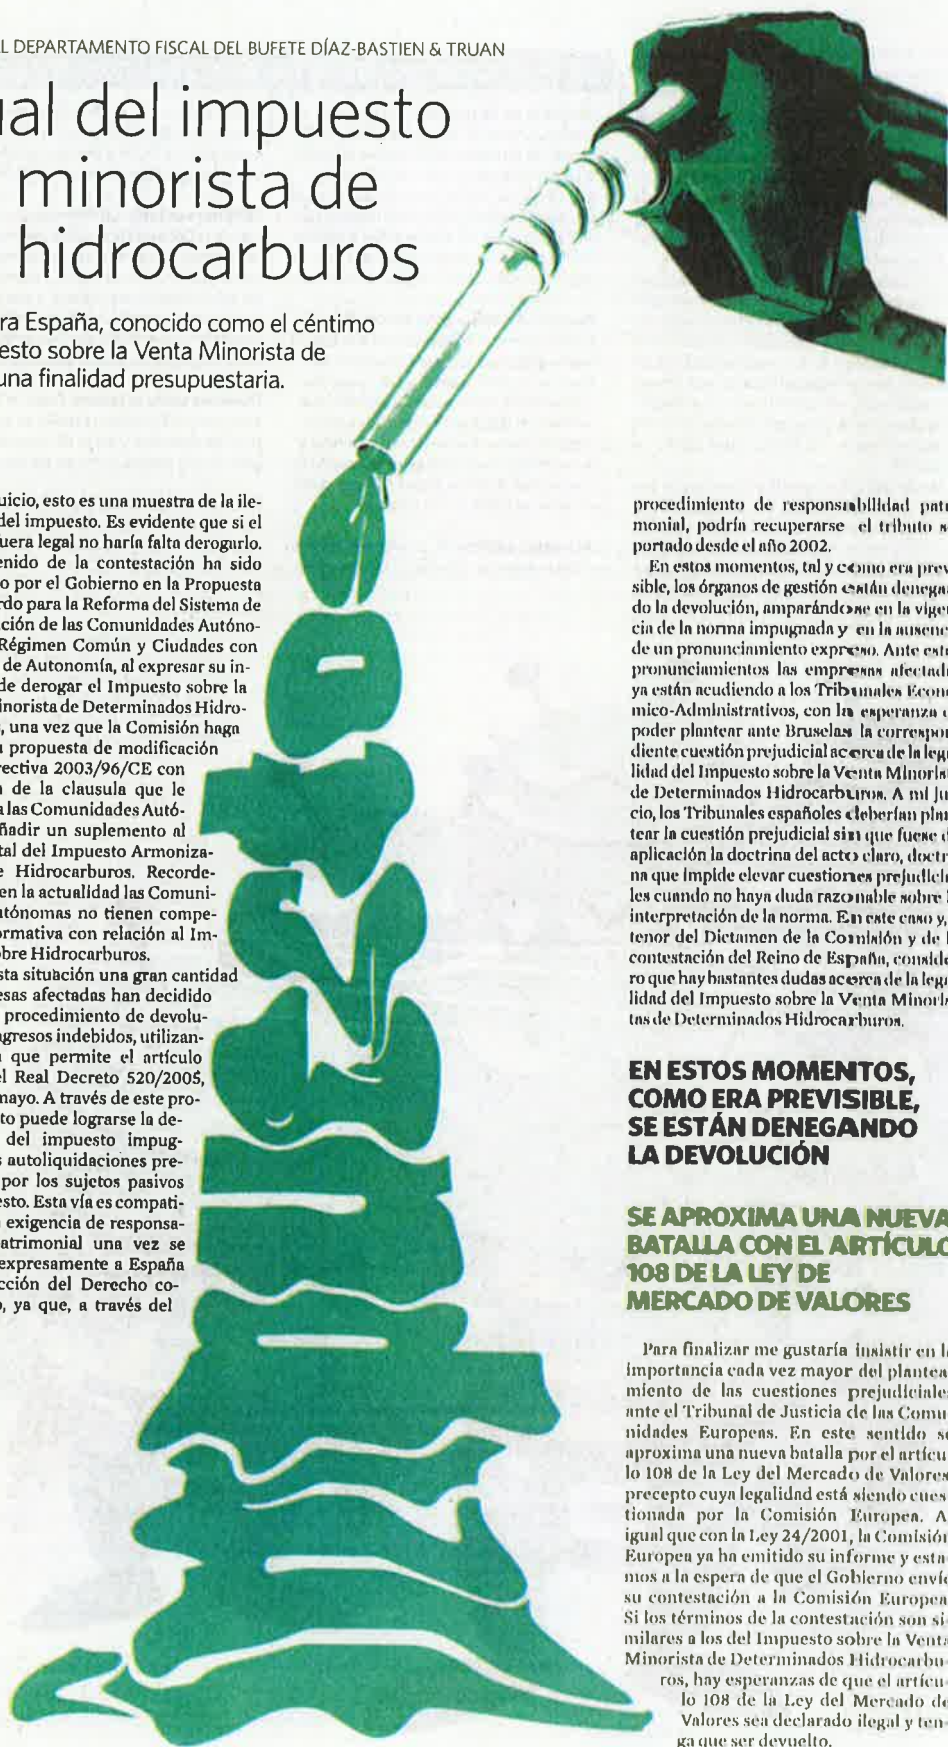 L DEPARTAMENTO FISCAL DEL BUFETE DÍAZ-BASTIEN & TRUAN
ual del impuesto
minorista de
hidrocarburos
ra España, conocido como el céntimo
esto sobre la Venta Minorista de
una finalidad presupuestaria.
uicio, esto es una muestra de la ile-
del impuesto. Es evidente que si el
uera legal no haría falta derogarlo.
enido de la contestación ha sido
o por el Gobierno en la Propuesta
rdo para la Reforma del Sistema de
ción de las Comunidades Autóno-
Régimen Común y Ciudades con
de Autonomía, al expresar su in-
de derogar el Impuesto sobre la
inorista de Determinados Hidro-
, una vez que la Comisión haga
a propuesta de modificación
rectiva 2003/96/CE con
n de la clausula que le
a las Comunidades Autó-
ñadir un suplemento al
tal del Impuesto Armoniza-
e Hidrocarburos. Recorde-
en la actualidad las Comuni-
utónomas no tienen compe-
ormativa con relación al Im-
obre Hidrocarburos.
sta situación una gran cantidad
esas afectadas han decidido
procedimiento de devolu-
ngresos indebidos, utilizan-
a que permite el artículo
el Real Decreto 520/2005,
mayo. A través de este pro-
to puede lograrse la de-
del impuesto impug-
s autoliquidaciones pre-
por los sujetos pasivos
esto. Esta vía es compati-
a exigencia de responsa-
atrimonial una vez se
expresamente a España
cción del Derecho co-
o, ya que, a través del
procedimiento de responsabilidad patri
monial, podría recuperarse el tributo s
portado desde el año 2002.
En estos momentos, tal y como era prev
sible, los órganos de gestión están denega
do la devolución, amparándose en la vigen
cia de la norma impugnada y en la ausenc
de un pronunciamiento expreso. Ante esto
pronunciamientos las empresas afectada
ya están acudiendo a los Tribunales Econó
mico-Administrativos, con la esperanza d
poder plantear ante Bruselas la correspon
diente cuestión prejudicial acerca de la lega
lidad del Impuesto sobre la Venta Minorist
de Determinados Hidrocarburos. A mi jui
cio, los Tribunales españoles deberían plan
tear la cuestión prejudicial sin que fuese d
aplicación la doctrina del acto claro, doctri
na que impide elevar cuestiones prejudicia
les cuando no haya duda razonable sobre l
interpretación de la norma. En este caso y, a
tenor del Dictamen de la Comisión y de l
contestación del Reino de España, conside
ro que hay bastantes dudas acerca de la lega
lidad del Impuesto sobre la Venta Minoris
tas de Determinados Hidrocarburos.
EN ESTOS MOMENTOS,
COMO ERA PREVISIBLE,
SE ESTÁN DENEGANDO
LA DEVOLUCIÓN
SE APROXIMA UNA NUEVA
BATALLA CON EL ARTÍCULO
108 DE LA LEY DE
MERCADO DE VALORES
Para finalizar me gustaría insistir en l
importancia cada vez mayor del plantea
miento de las cuestiones prejudiciales
ante el Tribunal de Justicia de las Comu
nidades Europeas. En este sentido se
aproxima una nueva batalla por el artícu
lo 108 de la Ley del Mercado de Valores,
precepto cuya legalidad está siendo cues-
tionada por la Comisión Europea. A
igual que con la Ley 24/2001, la Comisión
Europea ya ha emitido su informe y esta-
mos a la espera de que el Gobierno envíe
su contestación a la Comisión Europea.
Si los términos de la contestación son si-
milares a los del Impuesto sobre la Venta
Minorista de Determinados Hidrocarbu-
ros, hay esperanzas de que el artícu-
lo 108 de la Ley del Mercado de
Valores sea declarado ilegal y ten-
ga que ser devuelto.